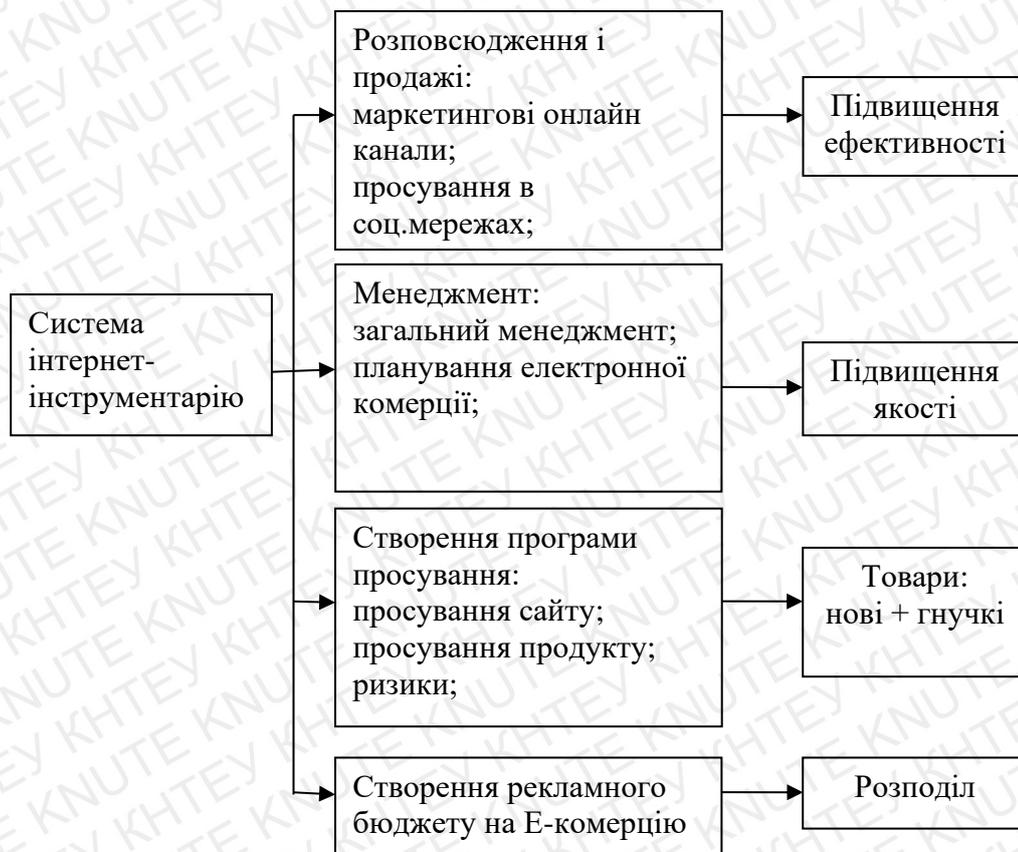 Розповсюдження і
продажі:
маркетингові онлайн
канали;
просування в
соц.мережах;
Підвищення
ефективності
Система
інтернет-
інструментарію
Менеджмент:
загальний менеджмент;
планування електронної
комерції;
Підвищення
якості
Створення програми
просування:
просування сайту;
просування продукту;
ризики;
Товари:
нові + гнучкі
Створення рекламного
бюджету на Е-комерцію
Розподіл